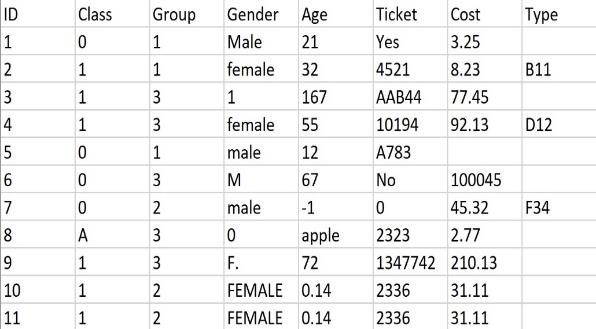 ID Class Group Gender Age Ticket Cost Type
1 0 1 Male 21 Yes 3.25
2 1 1 female 32 4521 8.23 B11
3 1 3 1 167 AAB44 77.45
4 1 3 female 55 10194 92.13 D12
5 0 1 male 12 A783
6 0 3 M 67 No 100045
7 0 2 male -1 0 45.32 F34
8 A 3 0 apple 2323 2.77
9 1 3 F. 72 1347742 210.13
10 1 2 FEMALE 0.14 2336 31.11
11 1 2 FEMALE 0.14 2336 31.11